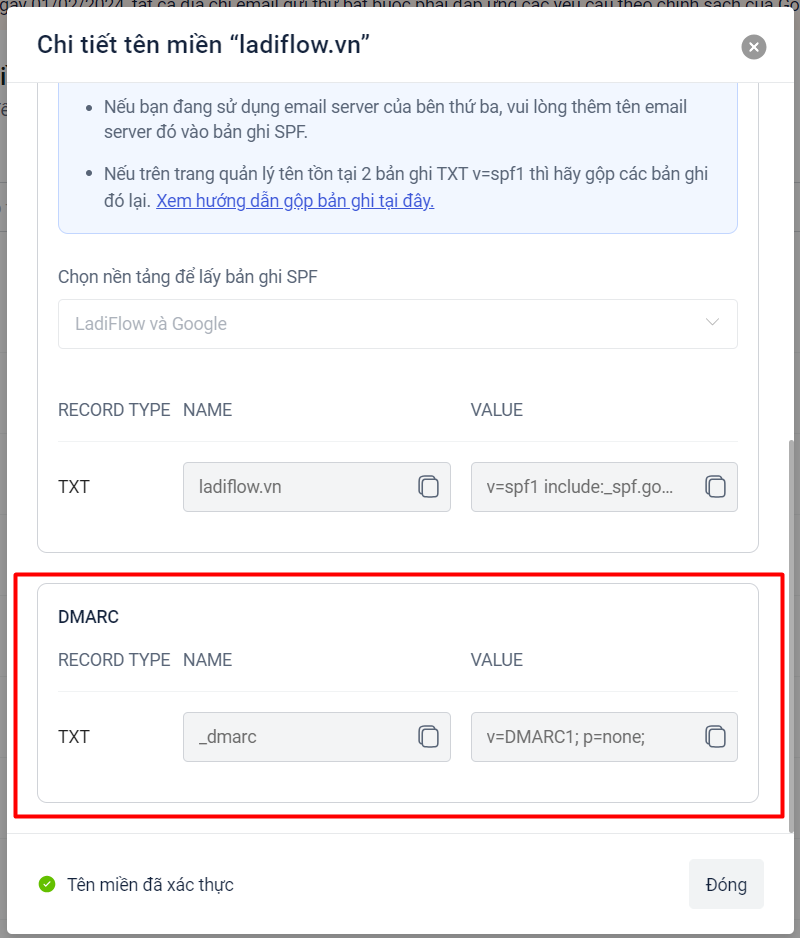 gày 01/02/2024, tất cả địa chỉ email gửi thư bắt buộc phải đáp ứng các yêu cầu theo chính sách của Go
Chi tiết tên miền “ladiflow.vn”
Nếu bạn đang sử dụng email server của bên thứ ba, vui lòng thêm tên email
server đó vào bản ghi SPF.
Nếu trên trang quản lý tên tồn tại 2 bản ghi TXT v=spf1 thì hãy gộp các bản ghi
đó lại. Xem hướng dẫn gộp bản ghi tại đây.
Chọn nền tảng để lấy bản ghi SPF
LadiFlow và Google
RECORD TYPE NAME VALUE
TXT ladiflow.vn v=spf1 include:_spf.go...
DMARC
RECORD TYPE NAME VALUE
TXT _dmarc v=DMARC1; p=none;
Tên miền đã xác thực Đóng